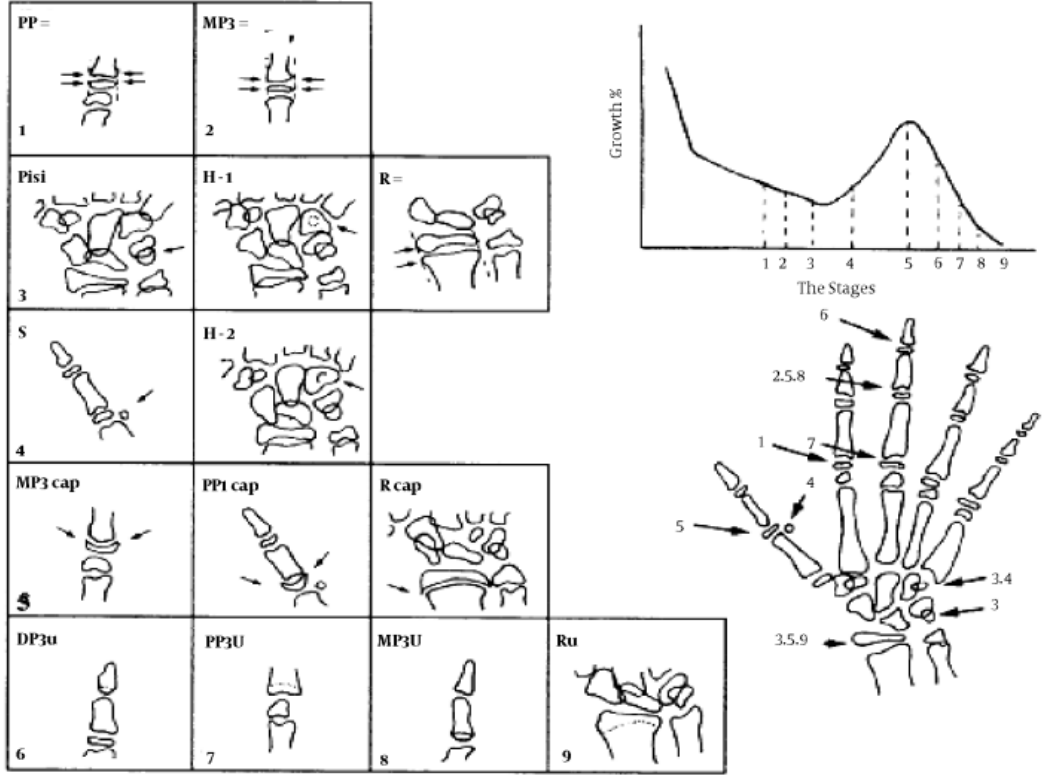 PP =
1
MP3 =
2
Pisi
3
H-1
R =
S
4
H-2
MP3 cap
5
PP1 cap
R cap
DP3u
6
PP3U
7
MP3U
8
Ru
9
Growth %
1 2 3 4 5 6 7 8 9
The Stages
6
2.5.8
1
7
4
5
3.4
3
3.5.9